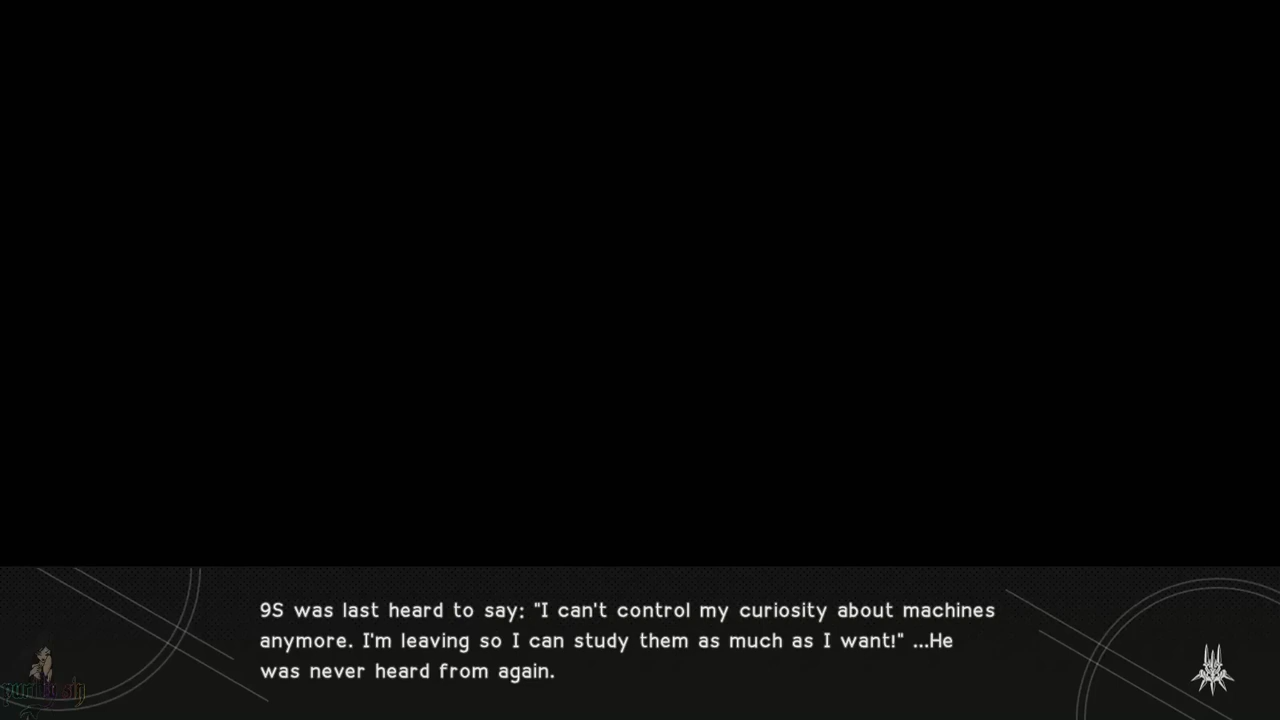 9S was last heard to say: "I can't control my curiosity about machines
anymore. I'm leaving so I can study them as much as I want!" ...He
was never heard from again.